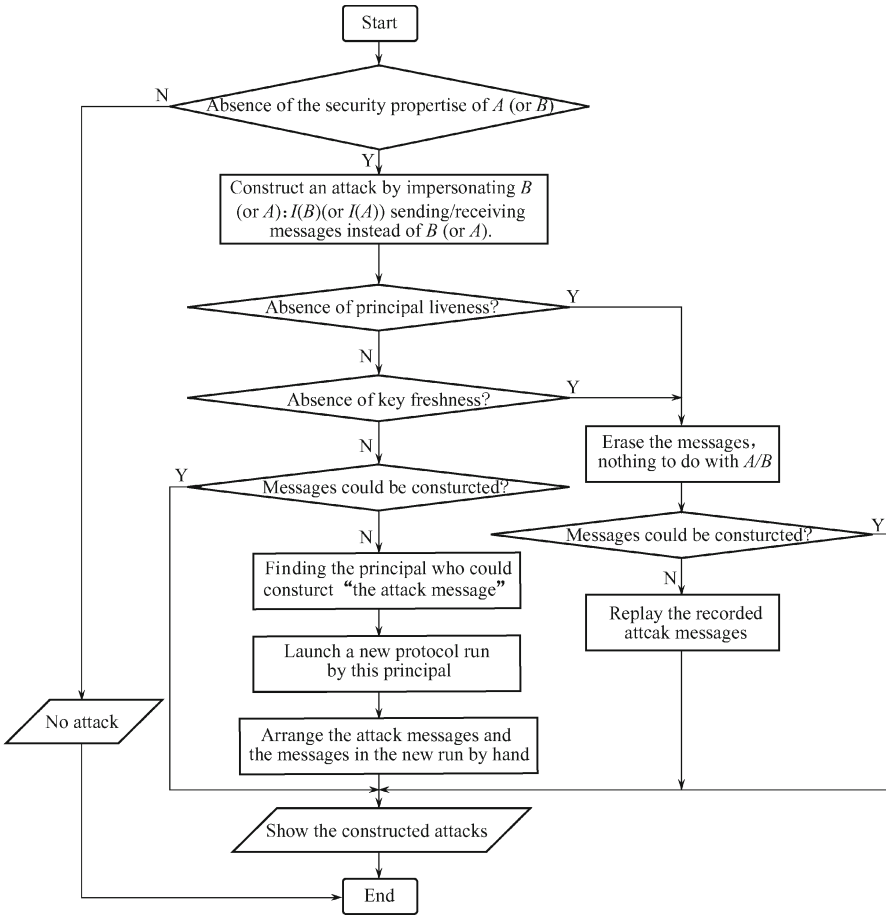 Start
N
Absence of the security propertise of A (or B)
Y
Construct an attack by impersonating B
(or A):I(B)(or I(A)) sending/receiving
messages instead of B (or A).
Absence of principal liveness?
Y
N
Absence of key freshness?
Y
N
Erase the messages,
nothing to do with A/B
Y
Messages could be consturcted?
Messages could be consturcted?
Y
N
N
Finding the principal who could
consturct “the attack message”
Replay the recorded
attcak messages
Launch a new protocol run
by this principal
No attack
Arrange the attack messages and
the messages in the new run by hand
Show the constructed attacks
End